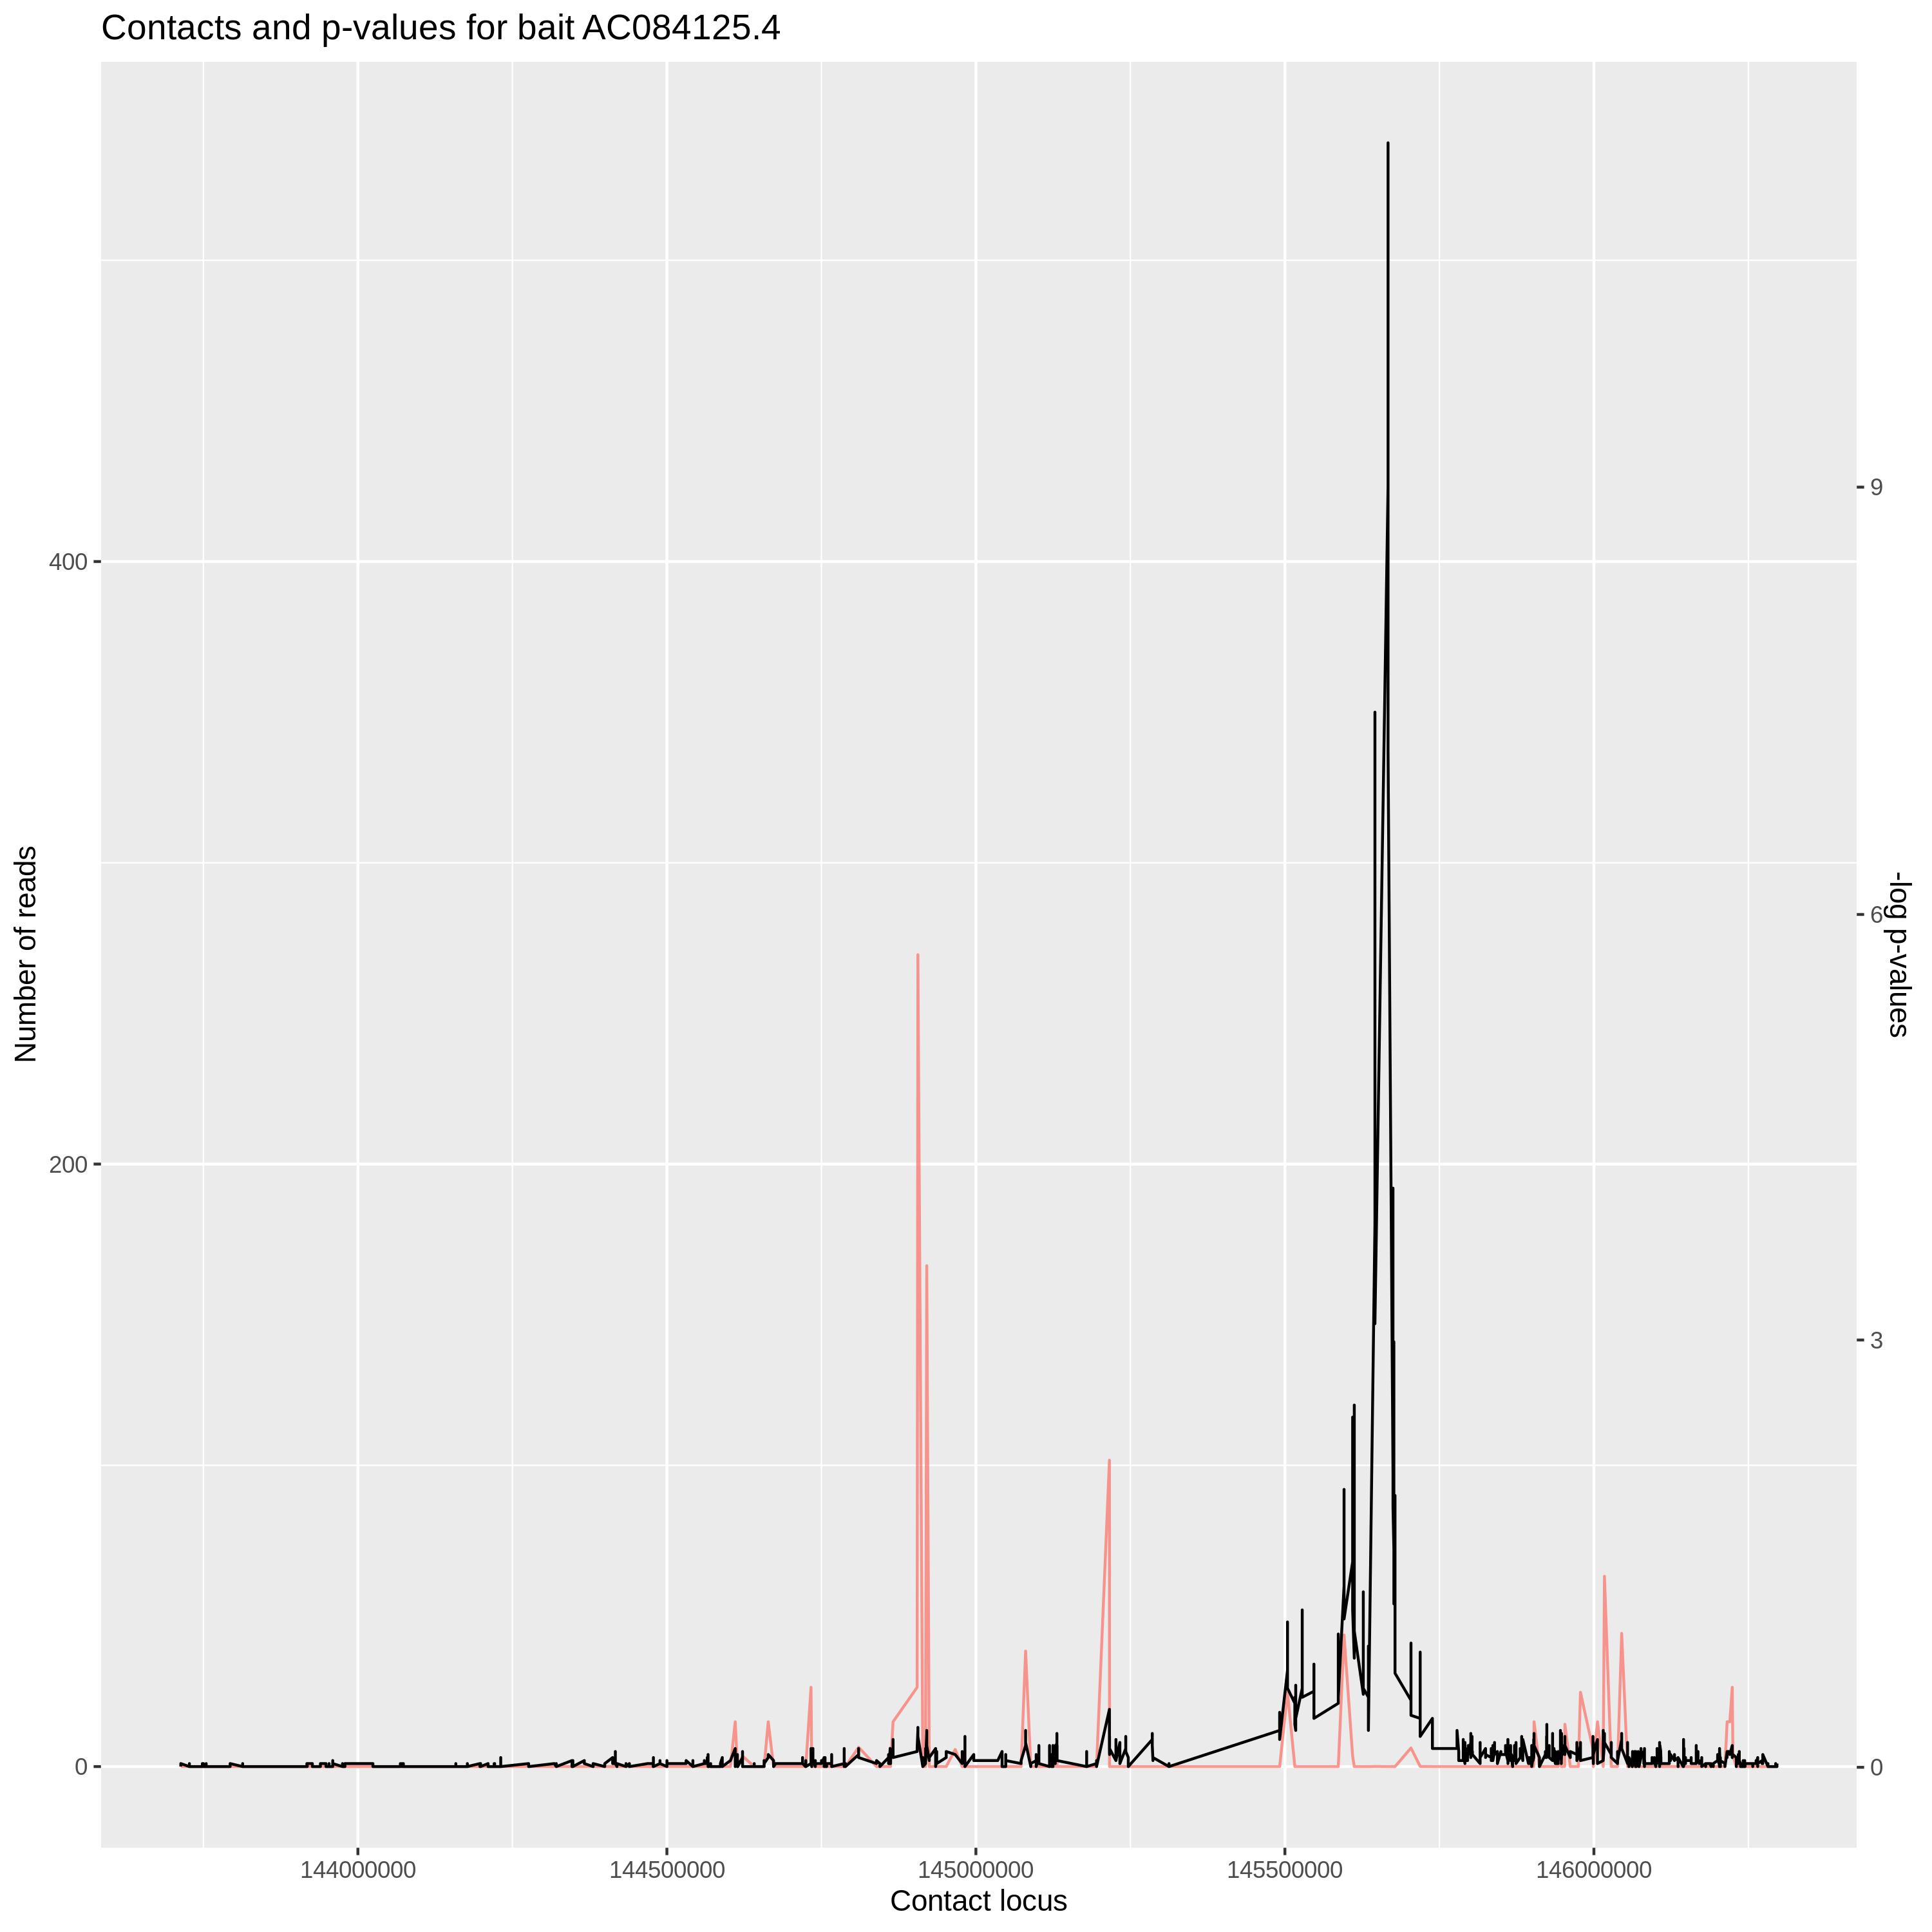 Contacts and p-values for bait AC084125.4
Number of reads
400
200
0
9
6
3
0
-log p-values
144000000 144500000 145000000 145500000 146000000
Contact locus